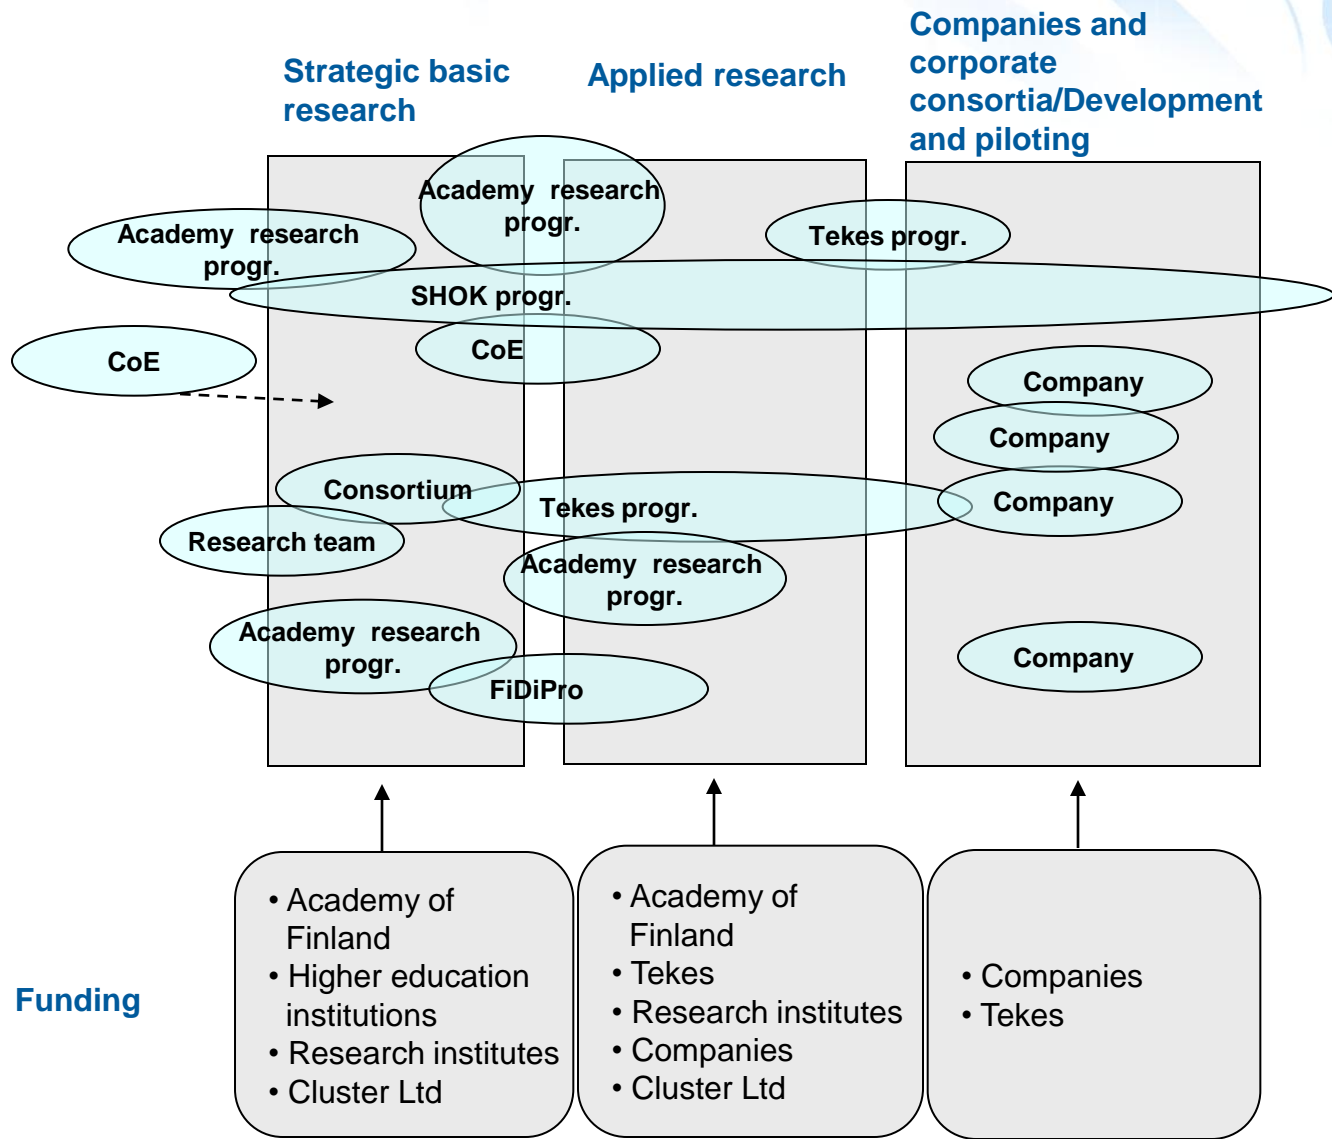 Strategic basic
research
Applied research
Companies and
corporate
consortia/Development
and piloting
Academy research
progr.
Academy research
progr.
Tekes progr.
SHOK progr.
CoE
CoE
Company
Company
Company
Consortium
Tekes progr.
Research team
Academy research
progr.
Academy research
progr.
Company
FiDiPro
Funding
• Academy of
Finland
• Higher education
institutions
• Research institutes
• Cluster Ltd
• Academy of
Finland
• Tekes
• Research institutes
• Companies
• Cluster Ltd
• Companies
• Tekes